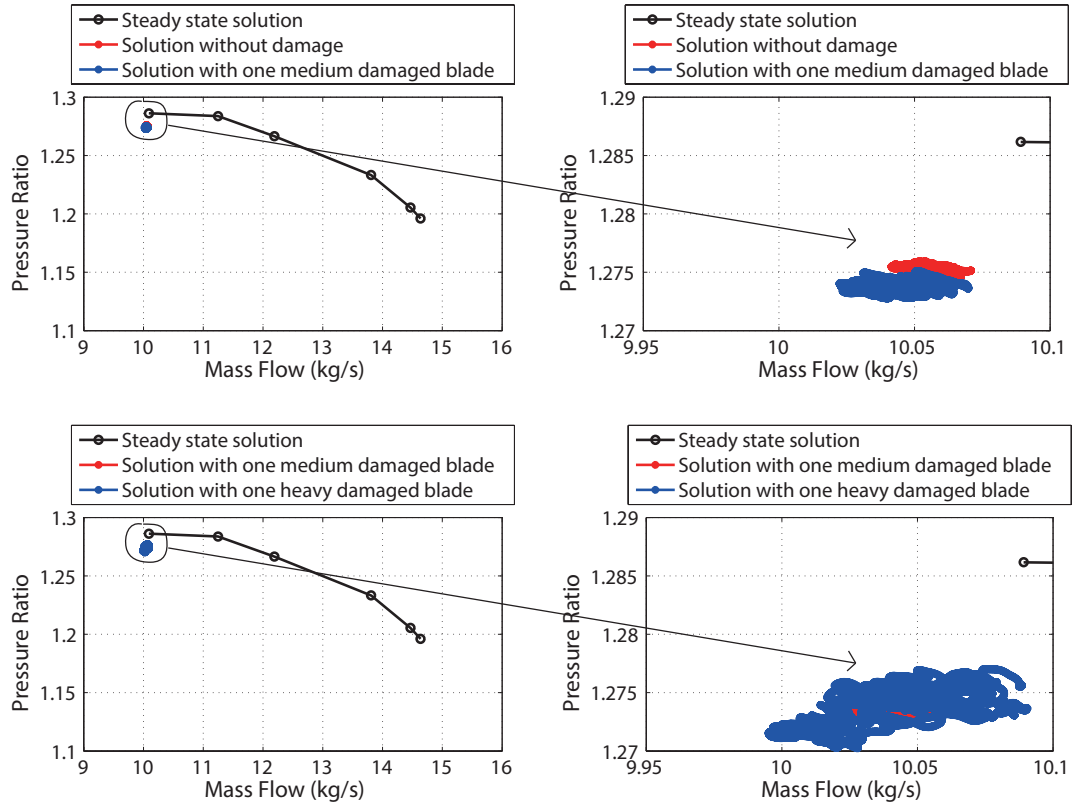 Steady state solution
Solution without damage
Solution with one medium damaged blade
1.3
1.25
1.2
1.15
1.1
Pressure Ratio
9 10 11 12 13 14 15 16
Mass Flow (kg/s)
Steady state solution
Solution without damage
Solution with one medium damaged blade
1.29
1.285
1.28
1.275
1.27
Pressure Ratio
9.95 10 10.05 10.1
Mass Flow (kg/s)
Steady state solution
Solution with one medium damaged blade
Solution with one heavy damaged blade
1.3
1.25
1.2
1.15
1.1
Pressure Ratio
9 10 11 12 13 14 15 16
Mass Flow (kg/s)
Steady state solution
Solution with one medium damaged blade
Solution with one heavy damaged blade
1.29
1.285
1.28
1.275
1.27
Pressure Ratio
9.95 10 10.05 10.1
Mass Flow (kg/s)